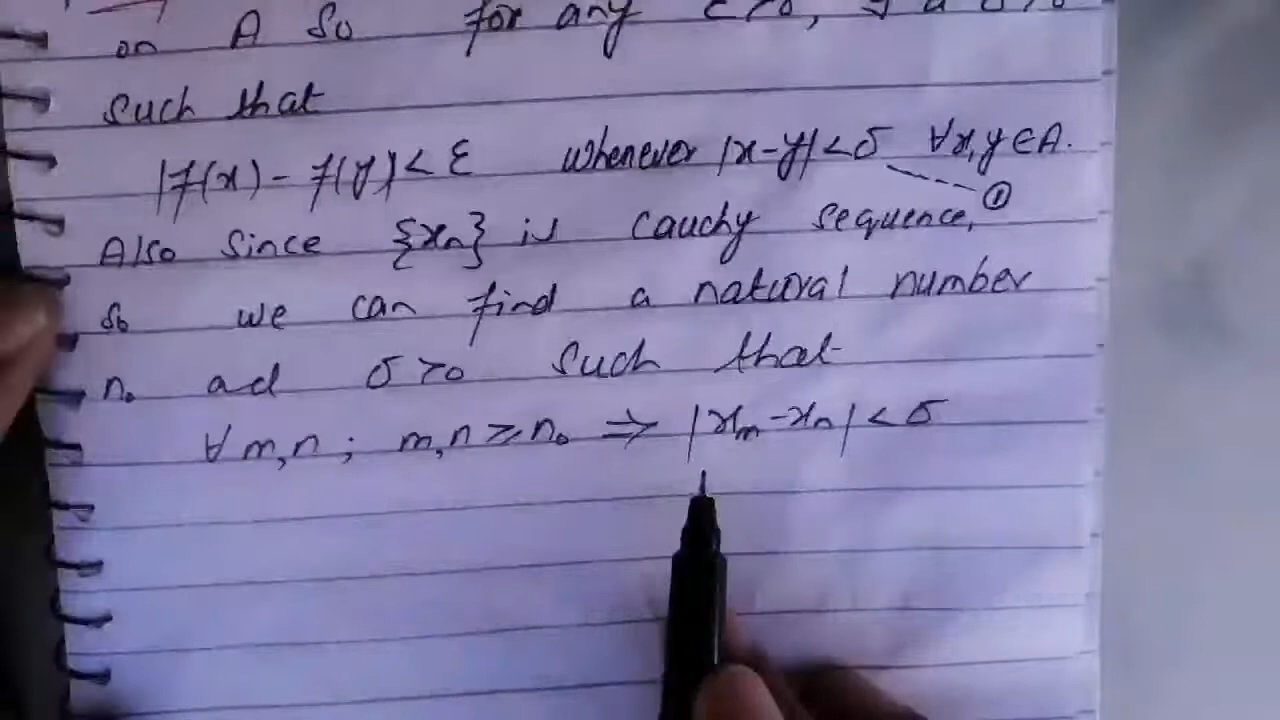 on A So for any
Such that
|f(x) - f(y)| < ε whenever |x-y| < δ ∀x,y ∈ A.
①
Also Since {xₙ} is cauchy sequence,
So we can find a natural number
n₀ ad δ>0 such that
∀ m,n ; m,n ≥ n₀ ⇒ |xₘ - xₙ| < δ